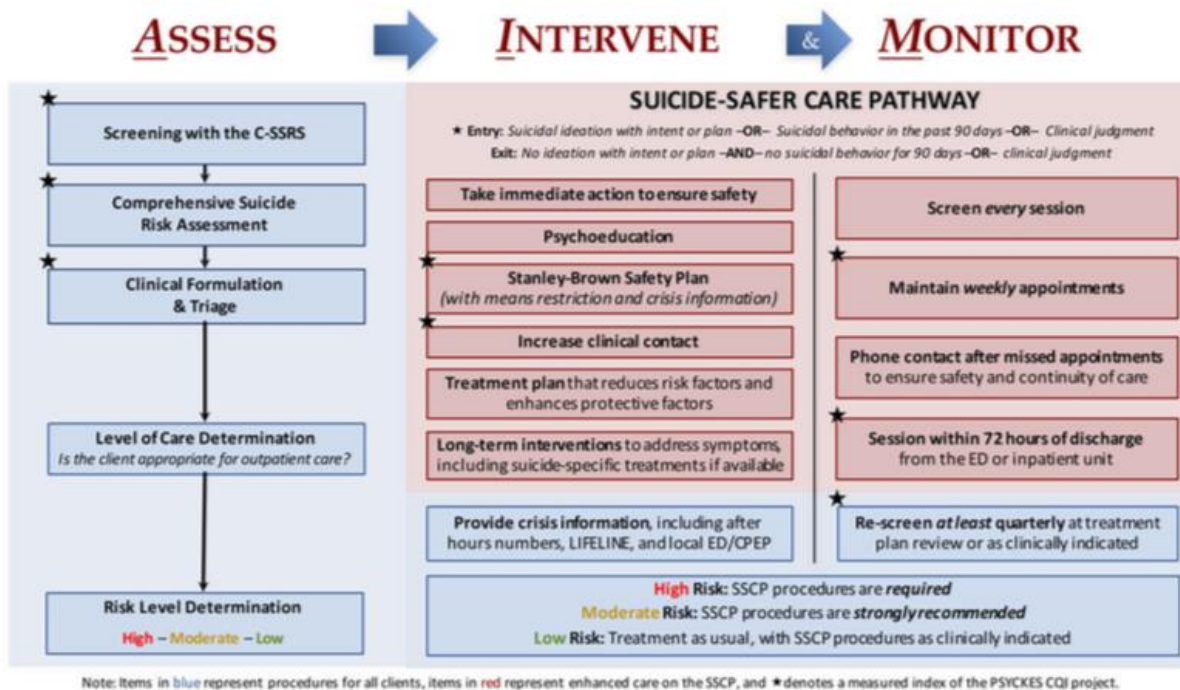 ASSESS
INTERVENE
&
MONITOR
Screening with the C-SSRS
Comprehensive Suicide
Risk Assessment
Clinical Formulation
& Triage
Level of Care Determination
Is the client appropriate for outpatient care?
Risk Level Determination
High – Moderate – Low
SUICIDE-SAFER CARE PATHWAY
★ Entry: Suicidal ideation with intent or plan –OR– Suicidal behavior in the past 90 days –OR– Clinical judgment
Exit: No ideation with intent or plan –AND– no suicidal behavior for 90 days –OR– clinical judgment
Take immediate action to ensure safety
Psychoeducation
Stanley-Brown Safety Plan
(with means restriction and crisis information)
Increase clinical contact
Treatment plan that reduces risk factors and
enhances protective factors
Long-term interventions to address symptoms,
including suicide-specific treatments if available
Provide crisis information, including after
hours numbers, LIFELINE, and local ED/CPEP
Screen every session
Maintain weekly appointments
Phone contact after missed appointments
to ensure safety and continuity of care
Session within 72 hours of discharge
from the ED or inpatient unit
Re-screen at least quarterly at treatment
plan review or as clinically indicated
High Risk: SSCP procedures are required
Moderate Risk: SSCP procedures are strongly recommended
Low Risk: Treatment as usual, with SSCP procedures as clinically indicated
Note: Items in blue represent procedures for all clients, items in red represent enhanced care on the SSCP, and ★ denotes a measured index of the PSYCKES CQI project.